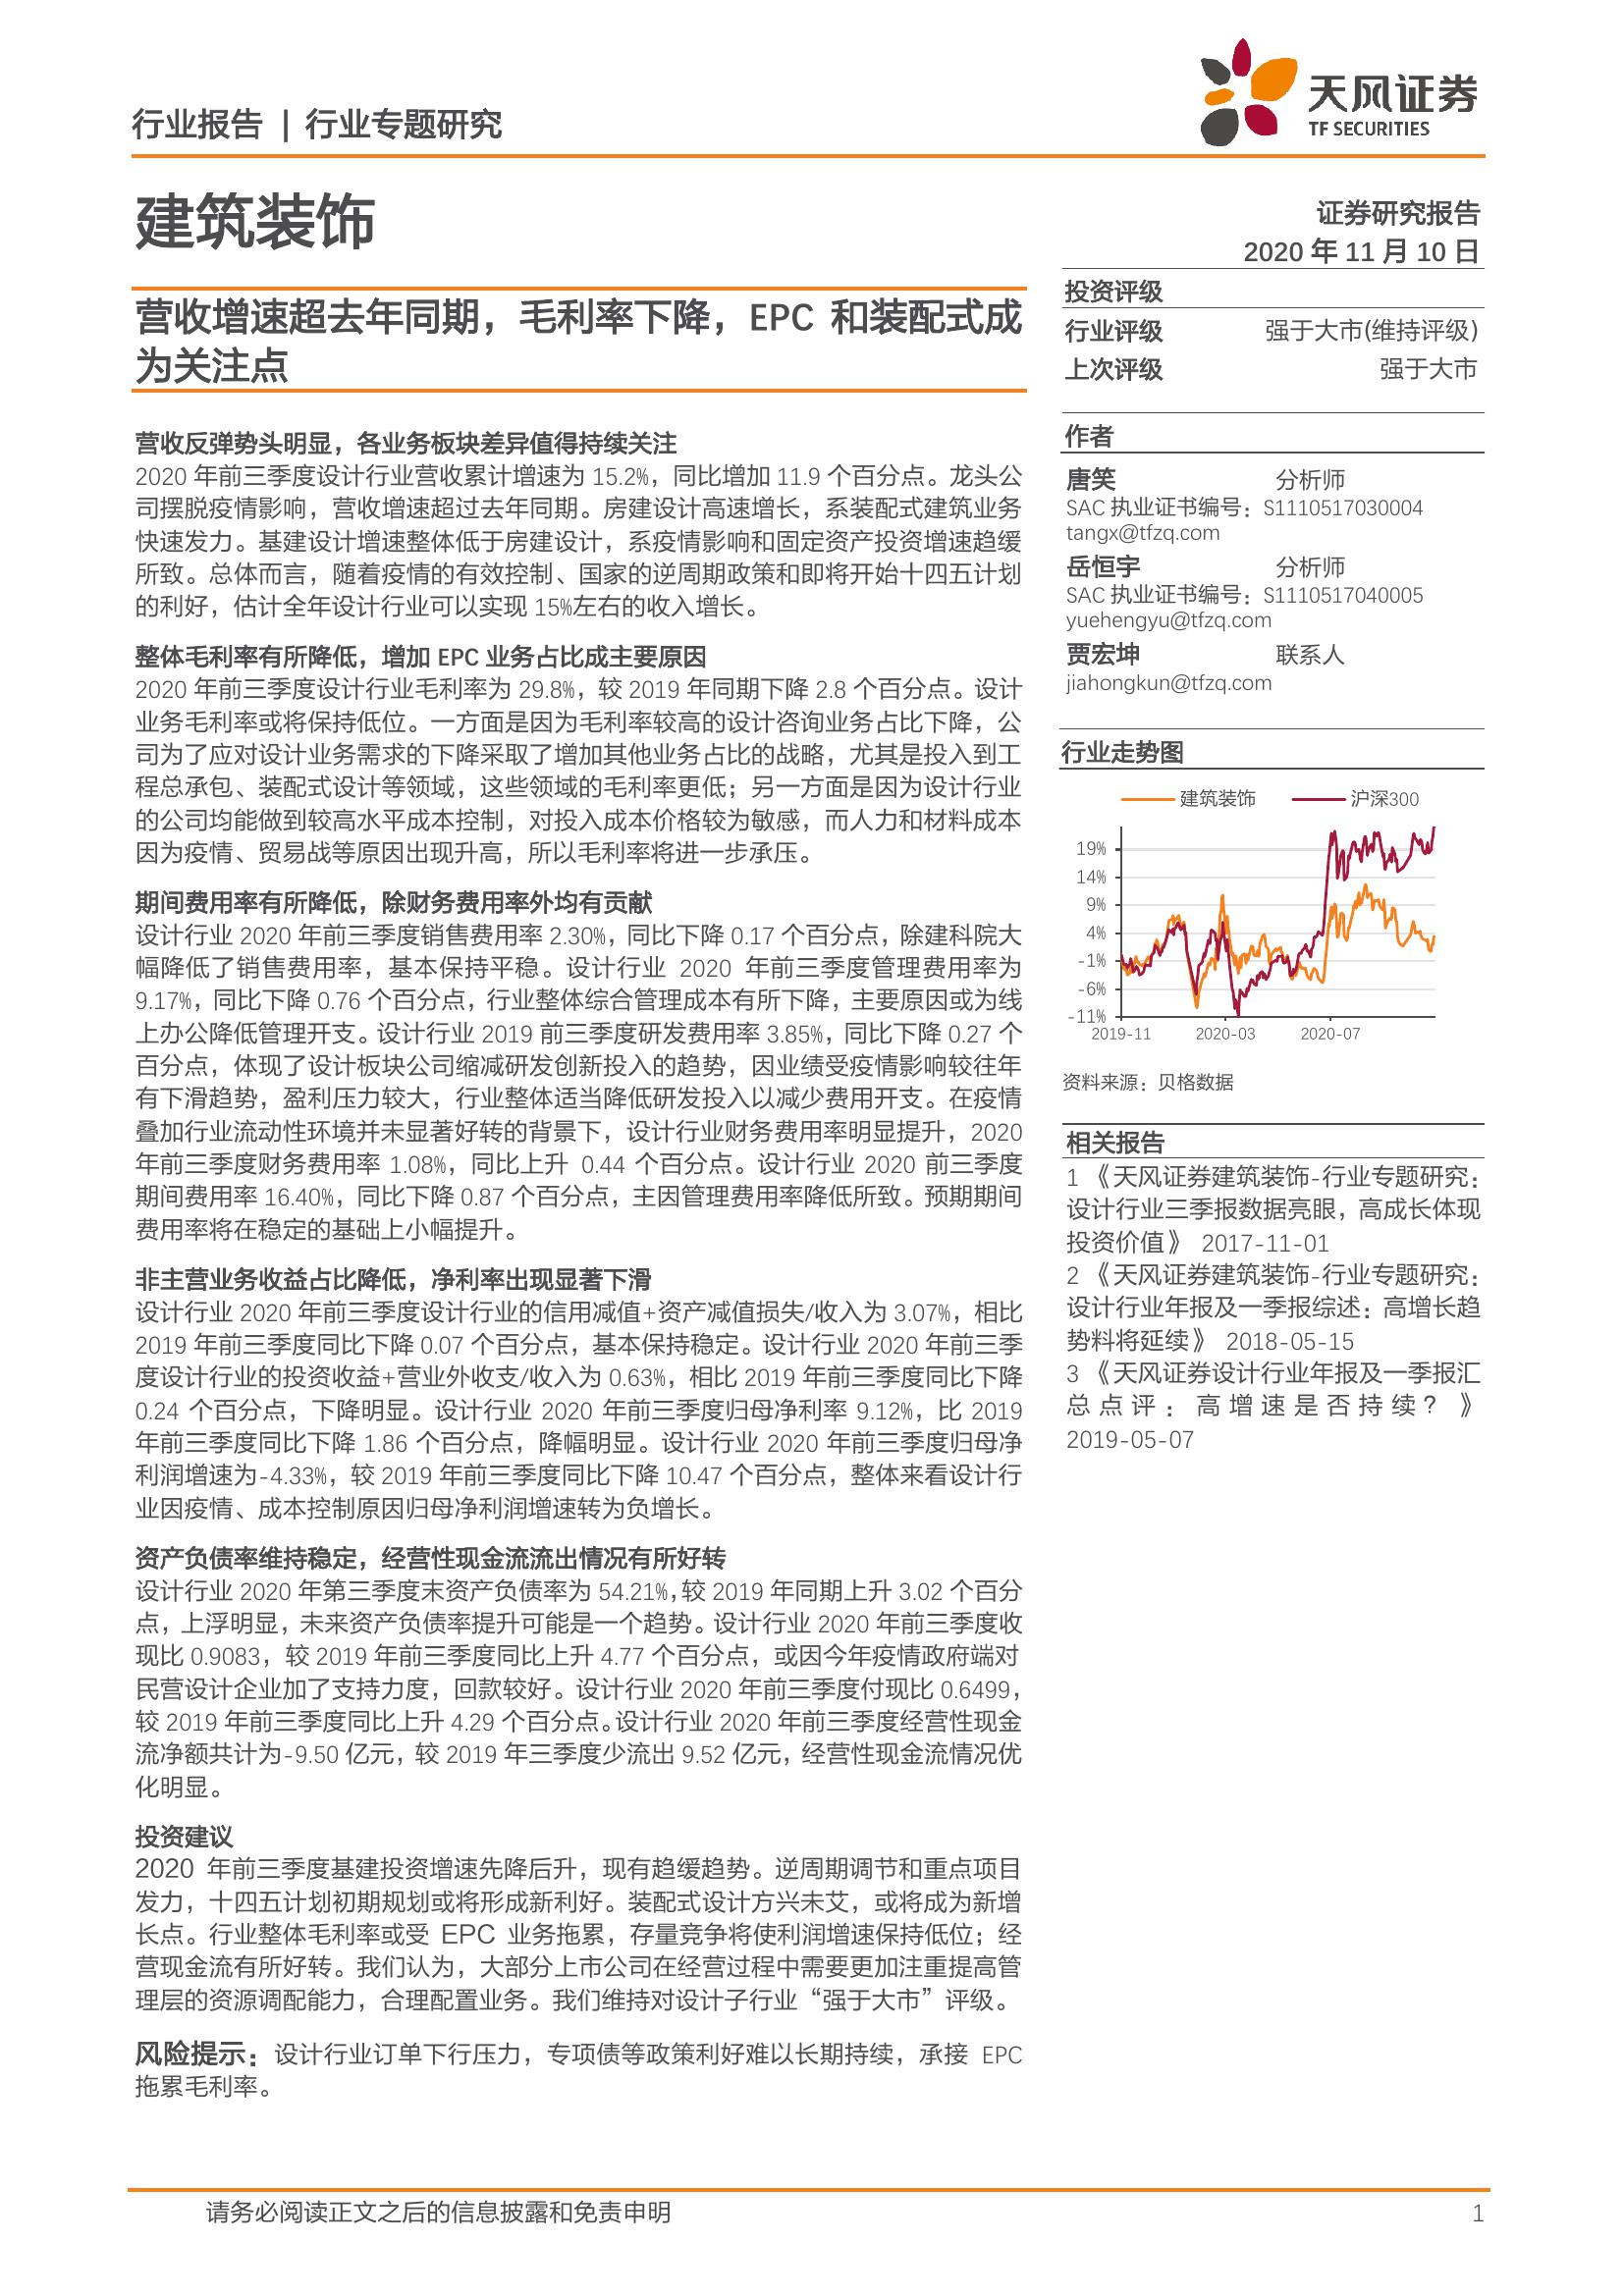 行业报告 | 行业专题研究
天风证券
TF SECURITIES
建筑装饰
营收增速超去年同期，毛利率下降，EPC 和装配式成
为关注点
营收反弹势头明显，各业务板块差异值得持续关注
2020 年前三季度设计行业营收累计增速为 15.2%，同比增加 11.9 个百分点。龙头公
司摆脱疫情影响，营收增速超过去年同期。房建设计高速增长，系装配式建筑业务
快速发力。基建设计增速整体低于房建设计，系疫情影响和固定资产投资增速趋缓
所致。总体而言，随着疫情的有效控制、国家的逆周期政策和即将开始十四五计划
的利好，估计全年设计行业可以实现 15%左右的收入增长。
整体毛利率有所降低，增加 EPC 业务占比成主要原因
2020 年前三季度设计行业毛利率为 29.8%，较 2019 年同期下降 2.8 个百分点。设计
业务毛利率或将保持低位。一方面是因为毛利率较高的设计咨询业务占比下降，公
司为了应对设计业务需求的下降采取了增加其他业务占比的战略，尤其是投入到工
程总承包、装配式设计等领域，这些领域的毛利率更低；另一方面是因为设计行业
的公司均能做到较高水平成本控制，对投入成本价格较为敏感，而人力和材料成本
因为疫情、贸易战等原因出现升高，所以毛利率将进一步承压。
期间费用率有所降低，除财务费用率外均有贡献
设计行业 2020 年前三季度销售费用率 2.30%，同比下降 0.17 个百分点，除建科院大
幅降低了销售费用率，基本保持平稳。设计行业 2020 年前三季度管理费用率为
9.17%，同比下降 0.76 个百分点，行业整体综合管理成本有所下降，主要原因或为线
上办公降低管理开支。设计行业 2019 前三季度研发费用率 3.85%，同比下降 0.27 个
百分点，体现了设计板块公司缩减研发创新投入的趋势，因业绩受疫情影响较往年
有下滑趋势，盈利压力较大，行业整体适当降低研发投入以减少费用开支。在疫情
叠加行业流动性环境并未显著好转的背景下，设计行业财务费用率明显提升，2020
年前三季度财务费用率 1.08%，同比上升 0.44 个百分点。设计行业 2020 前三季度
期间费用率 16.40%，同比下降 0.87 个百分点，主因管理费用率降低所致。预期期间
费用率将在稳定的基础上小幅提升。
非主营业务收益占比降低，净利率出现显著下滑
设计行业 2020 年前三季度设计行业的信用减值+资产减值损失/收入为 3.07%，相比
2019 年前三季度同比下降 0.07 个百分点，基本保持稳定。设计行业 2020 年前三季
度设计行业的投资收益+营业外收支/收入为 0.63%，相比 2019 年前三季度同比下降
0.24 个百分点，下降明显。设计行业 2020 年前三季度归母净利率 9.12%，比 2019
年前三季度同比下降 1.86 个百分点，降幅明显。设计行业 2020 年前三季度归母净
利润增速为-4.33%，较 2019 年前三季度同比下降 10.47 个百分点，整体来看设计行
业因疫情、成本控制原因归母净利润增速转为负增长。
资产负债率维持稳定，经营性现金流流出情况有所好转
设计行业 2020 年第三季度末资产负债率为 54.21%，较 2019 年同期上升 3.02 个百分
点，上浮明显，未来资产负债率提升可能是一个趋势。设计行业 2020 年前三季度收
现比 0.9083，较 2019 年前三季度同比上升 4.77 个百分点，或因今年疫情政府端对
民营设计企业加了支持力度，回款较好。设计行业 2020 年前三季度付现比 0.6499，
较 2019 年前三季度同比上升 4.29 个百分点。设计行业 2020 年前三季度经营性现金
流净额共计为-9.50 亿元，较 2019 年三季度少流出 9.52 亿元，经营性现金流情况优
化明显。
投资建议
2020 年前三季度基建投资增速先降后升，现有趋缓趋势。逆周期调节和重点项目
发力，十四五计划初期规划或将形成新利好。装配式设计方兴未艾，或将成为新增
长点。行业整体毛利率或受 EPC 业务拖累，存量竞争将使利润增速保持低位；经
营现金流有所好转。我们认为，大部分上市公司在经营过程中需要更加注重提高管
理层的资源调配能力，合理配置业务。我们维持对设计子行业“强于大市”评级。
风险提示：设计行业订单下行压力，专项债等政策利好难以长期持续，承接 EPC
拖累毛利率。
证券研究报告
2020 年 11 月 10 日
投资评级
行业评级 强于大市(维持评级)
上次评级 强于大市
作者
唐笑 分析师
SAC 执业证书编号：S1110517030004
tangx@tfzq.com
岳恒宇 分析师
SAC 执业证书编号：S1110517040005
yuehengyu@tfzq.com
贾宏坤 联系人
jiahongkun@tfzq.com
行业走势图
建筑装饰 沪深300
19%
14%
9%
4%
-1%
-6%
-11%
2019-11 2020-03 2020-07
资料来源：贝格数据
相关报告
1 《天风证券建筑装饰-行业专题研究：
设计行业三季报数据亮眼，高成长体现
投资价值》 2017-11-01
2 《天风证券建筑装饰-行业专题研究：
设计行业年报及一季报综述：高增长趋
势料将延续》 2018-05-15
3 《天风证券设计行业年报及一季报汇
总点评：高增速是否持续？》
2019-05-07
请务必阅读正文之后的信息披露和免责申明 1